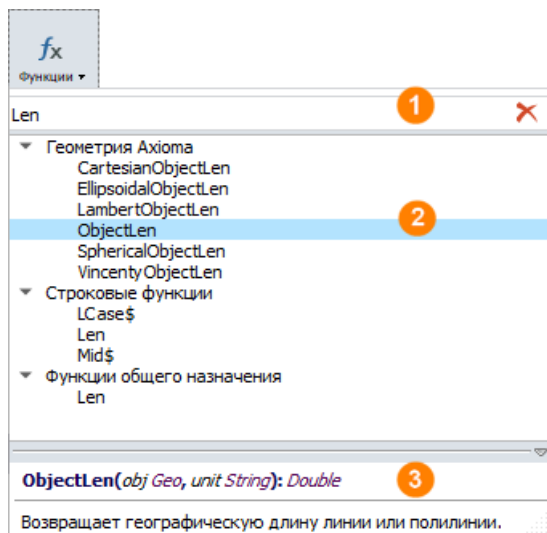 fx
Функции
Len
1
Геометрия Axioma
CartesianObjectLen
EllipsoidalObjectLen
LambertObjectLen
ObjectLen
2
SphericalObjectLen
VincentyObjectLen
Строковые функции
LCase$
Len
Mid$
Функции общего назначения
Len
ObjectLen(obj Geo, unit String): Double
3
Возвращает географическую длину линии или полилинии.